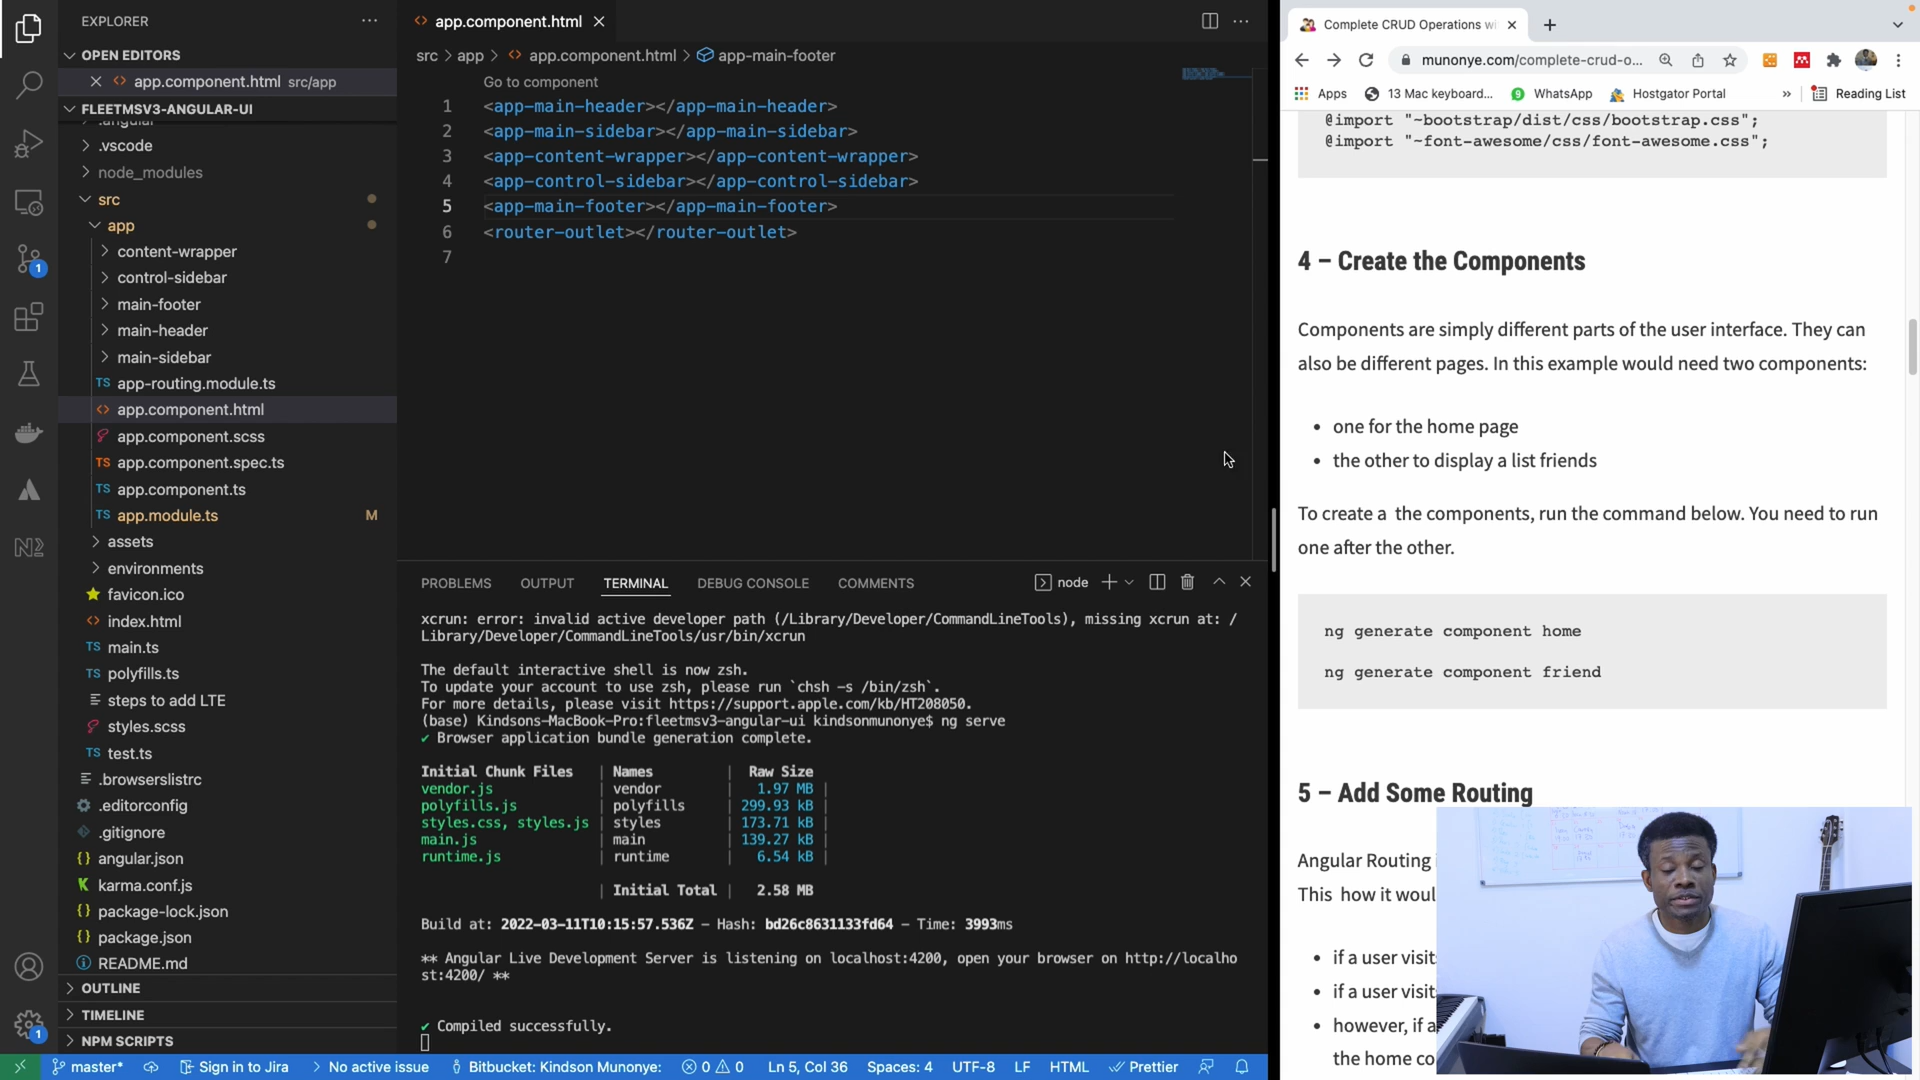 EXPLORER
OPEN EDITORS
app.component.html src/app
FLEETMSV3-ANGULAR-UI
.angular
.vscode
node_modules
src
app
content-wrapper
control-sidebar
main-footer
main-header
main-sidebar
TS app-routing.module.ts
app.component.html
app.component.scss
TS app.component.spec.ts
TS app.component.ts
TS app.module.ts M
assets
environments
favicon.ico
index.html
TS main.ts
TS polyfills.ts
steps to add LTE
styles.scss
TS test.ts
.browserslistrc
.editorconfig
.gitignore
{} angular.json
K karma.conf.js
{} package-lock.json
{} package.json
README.md
OUTLINE
TIMELINE
NPM SCRIPTS
1
1
app.component.html
src > app > app.component.html > app-main-footer
Go to component
1 <app-main-header></app-main-header>
2 <app-main-sidebar></app-main-sidebar>
3 <app-content-wrapper></app-content-wrapper>
4 <app-control-sidebar></app-control-sidebar>
5 <app-main-footer></app-main-footer>
6 <router-outlet></router-outlet>
7
PROBLEMS OUTPUT TERMINAL DEBUG CONSOLE COMMENTS node
xcrun: error: invalid active developer path (/Library/Developer/CommandLineTools), missing xcrun at: /
Library/Developer/CommandLineTools/usr/bin/xcrun
The default interactive shell is now zsh.
To update your account to use zsh, please run `chsh -s /bin/zsh`.
For more details, please visit https://support.apple.com/kb/HT208050.
(base) Kindsons-MacBook-Pro:fleetmsv3-angular-ui kindsonmunonye$ ng serve
✔ Browser application bundle generation complete.
Initial Chunk Files | Names | Raw Size
vendor.js | vendor | 1.97 MB |
polyfills.js | polyfills | 299.93 kB |
styles.css, styles.js | styles | 173.71 kB |
main.js | main | 139.27 kB |
runtime.js | runtime | 6.54 kB |
| Initial Total | 2.58 MB
Build at: 2022-03-11T10:15:57.536Z - Hash: bd26c8631133fd64 - Time: 3993ms
** Angular Live Development Server is listening on localhost:4200, open your browser on http://localho
st:4200/ **
✔ Compiled successfully.
master* Sign in to Jira No active issue Bitbucket: Kindson Munonye: 0 0 Ln 5, Col 36 Spaces: 4 UTF-8 LF HTML Prettier
Complete CRUD Operations wi
munonye.com/complete-crud-o...
Apps 13 Mac keyboard... WhatsApp Hostgator Portal » Reading List
@import "~bootstrap/dist/css/bootstrap.css";
@import "~font-awesome/css/font-awesome.css";
4 – Create the Components
Components are simply different parts of the user interface. They can
also be different pages. In this example would need two components:
• one for the home page
• the other to display a list friends
To create a the components, run the command below. You need to run
one after the other.
ng generate component home
ng generate component friend
5 – Add Some Routing
Angular Routing
This how it woul
• if a user visit
• if a user visit
• however, if a
the home co